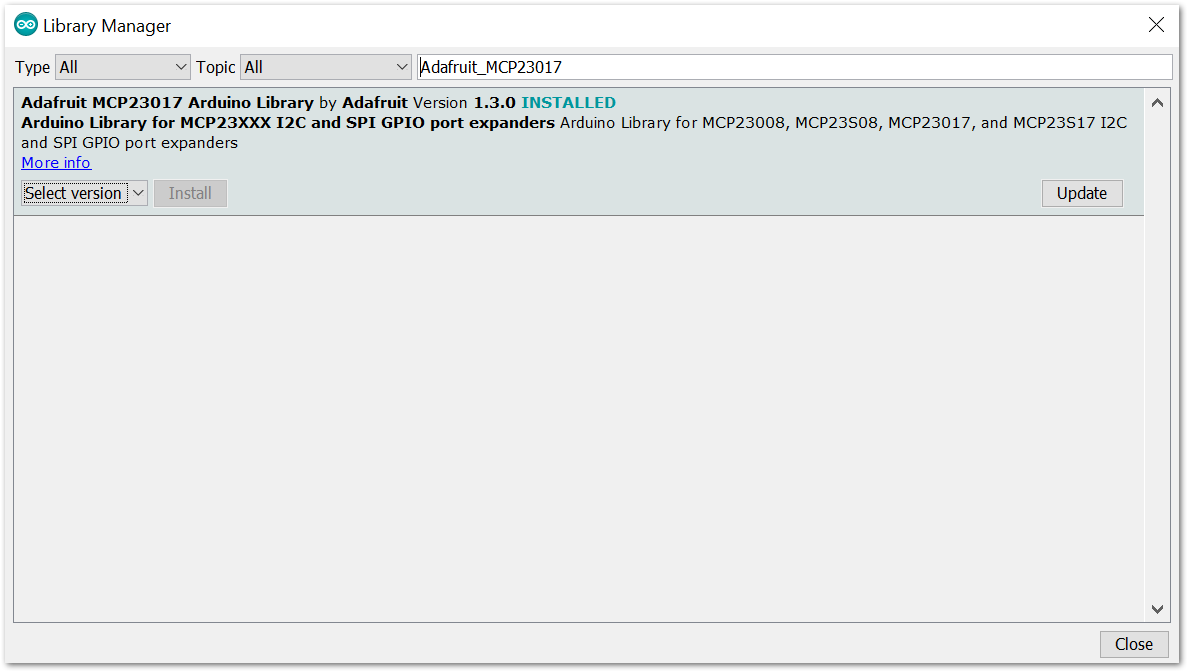 Library Manager
Type All Topic All Adafruit_MCP23017
Adafruit MCP23017 Arduino Library by Adafruit Version 1.3.0 INSTALLED
Arduino Library for MCP23XXX I2C and SPI GPIO port expanders Arduino Library for MCP23008, MCP23S08, MCP23017, and MCP23S17 I2C
and SPI GPIO port expanders
More info
Select version Install Update
Close